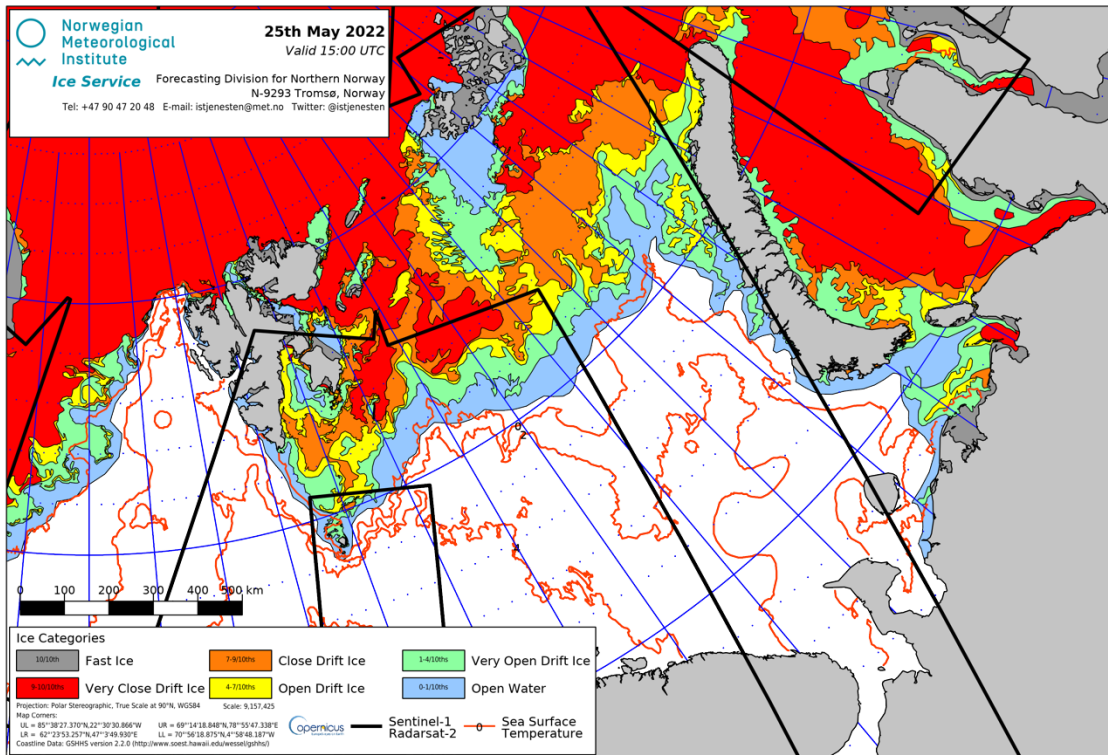 Norwegian
Meteorological
Institute
Ice Service
25th May 2022
Valid 15:00 UTC
Forecasting Division for Northern Norway
N-9293 Tromsø, Norway
Tel: +47 90 47 20 48 E-mail: istjenesten@met.no Twitter: @istjenesten
0
2
4
0 100 200 300 400 500 km
Ice Categories
10/10th Fast Ice
7-9/10ths Close Drift Ice
1-4/10ths Very Open Drift Ice
9-10/10ths Very Close Drift Ice
4-7/10ths Open Drift Ice
0-1/10ths Open Water
Projection: Polar Stereographic, True Scale at 90°N, WGS84 Scale: 9,157,425
Map Corners:
UL = 85°'38'27.370"N,22°'30'30.866"W UR = 69°'14'18.848"N,78°'55'47.338"E
LR = 62°'23'53.257"N,47°'3'49.930"E LL = 70°'56'18.875"N,4°'58'48.187"W
Coastline Data: GSHHS version 2.2.0 (http://www.soest.hawaii.edu/wessel/gshhs/)
opernicus
Sentinel-1
Radarsat-2
0 Sea Surface
Temperature